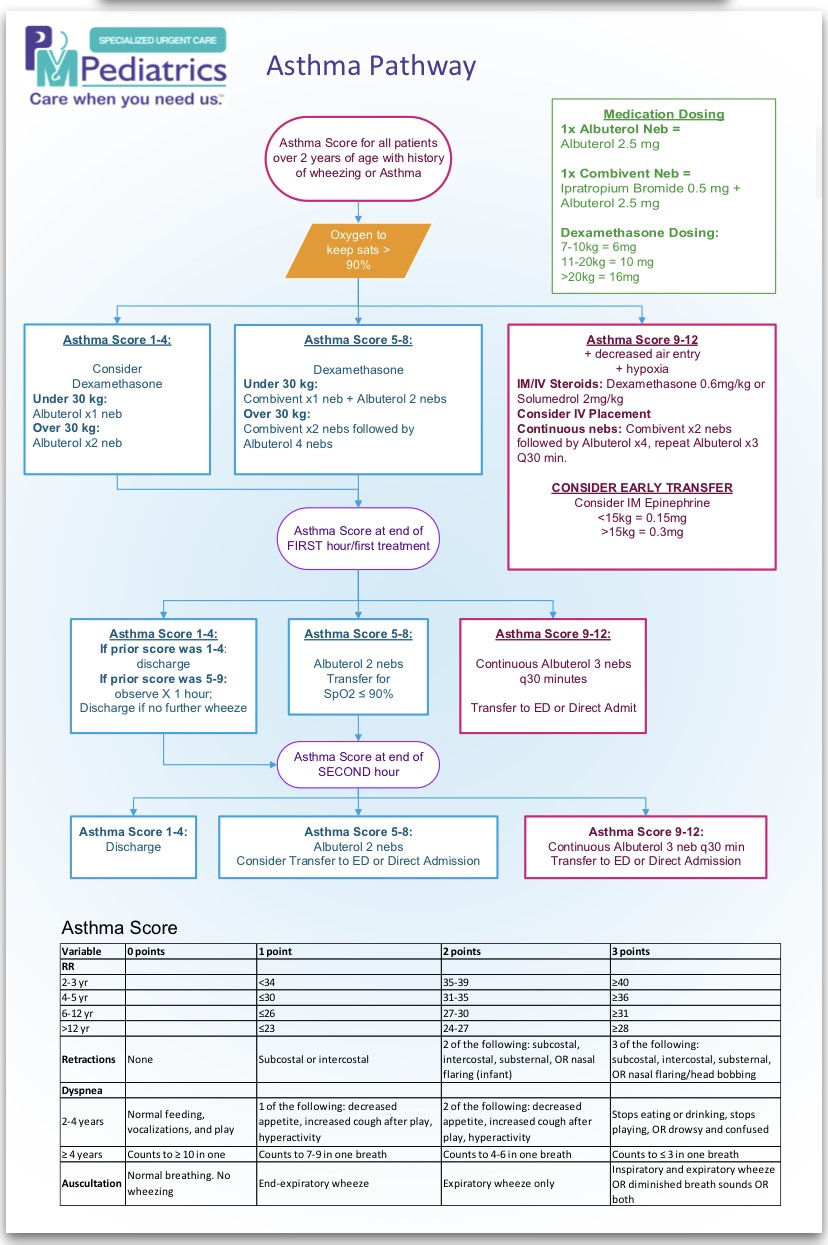 SPECIALIZED URGENT CARE
PM Pediatrics
Care when you need us.™
Asthma Pathway
Medication Dosing
1x Albuterol Neb =
Albuterol 2.5 mg
1x Combivent Neb =
Ipratropium Bromide 0.5 mg +
Albuterol 2.5 mg
Dexamethasone Dosing:
7-10kg = 6mg
11-20kg = 10 mg
>20kg = 16mg
Asthma Score for all patients
over 2 years of age with history
of wheezing or Asthma
Oxygen to
keep sats >
90%
Asthma Score 1-4:
Consider
Dexamethasone
Under 30 kg:
Albuterol x1 neb
Over 30 kg:
Albuterol x2 neb
Asthma Score 5-8:
Dexamethasone
Under 30 kg:
Combivent x1 neb + Albuterol 2 nebs
Over 30 kg:
Combivent x2 nebs followed by
Albuterol 4 nebs
Asthma Score 9-12
+ decreased air entry
+ hypoxia
IM/IV Steroids: Dexamethasone 0.6mg/kg or
Solumedrol 2mg/kg
Consider IV Placement
Continuous nebs: Combivent x2 nebs
followed by Albuterol x4, repeat Albuterol x3
Q30 min.
CONSIDER EARLY TRANSFER
Consider IM Epinephrine
<15kg = 0.15mg
>15kg = 0.3mg
Asthma Score at end of
FIRST hour/first treatment
Asthma Score 1-4:
If prior score was 1-4:
discharge
If prior score was 5-9:
observe X 1 hour;
Discharge if no further wheeze
Asthma Score 5-8:
Albuterol 2 nebs
Transfer for
SpO2 ≤ 90%
Asthma Score 9-12:
Continuous Albuterol 3 nebs
q30 minutes
Transfer to ED or Direct Admit
Asthma Score at end of
SECOND hour
Asthma Score 1-4:
Discharge
Asthma Score 5-8:
Albuterol 2 nebs
Consider Transfer to ED or Direct Admission
Asthma Score 9-12:
Continuous Albuterol 3 neb q30 min
Transfer to ED or Direct Admission
Asthma Score
Variable 0 points 1 point 2 points 3 points
RR
2-3 yr <34 35-39 ≥40
4-5 yr ≤30 31-35 ≥36
6-12 yr ≤26 27-30 ≥31
>12 yr ≤23 24-27 ≥28
Retractions None Subcostal or intercostal 2 of the following: subcostal, intercostal, substernal, OR nasal flaring (infant) 3 of the following: subcostal, intercostal, substernal, OR nasal flaring/head bobbing
Dyspnea
2-4 years Normal feeding, vocalizations, and play 1 of the following: decreased appetite, increased cough after play, hyperactivity 2 of the following: decreased appetite, increased cough after play, hyperactivity Stops eating or drinking, stops playing, OR drowsy and confused
≥ 4 years Counts to ≥ 10 in one Counts to 7-9 in one breath Counts to 4-6 in one breath Counts to ≤ 3 in one breath
Auscultation Normal breathing. No wheezing End-expiratory wheeze Expiratory wheeze only Inspiratory and expiratory wheeze OR diminished breath sounds OR both